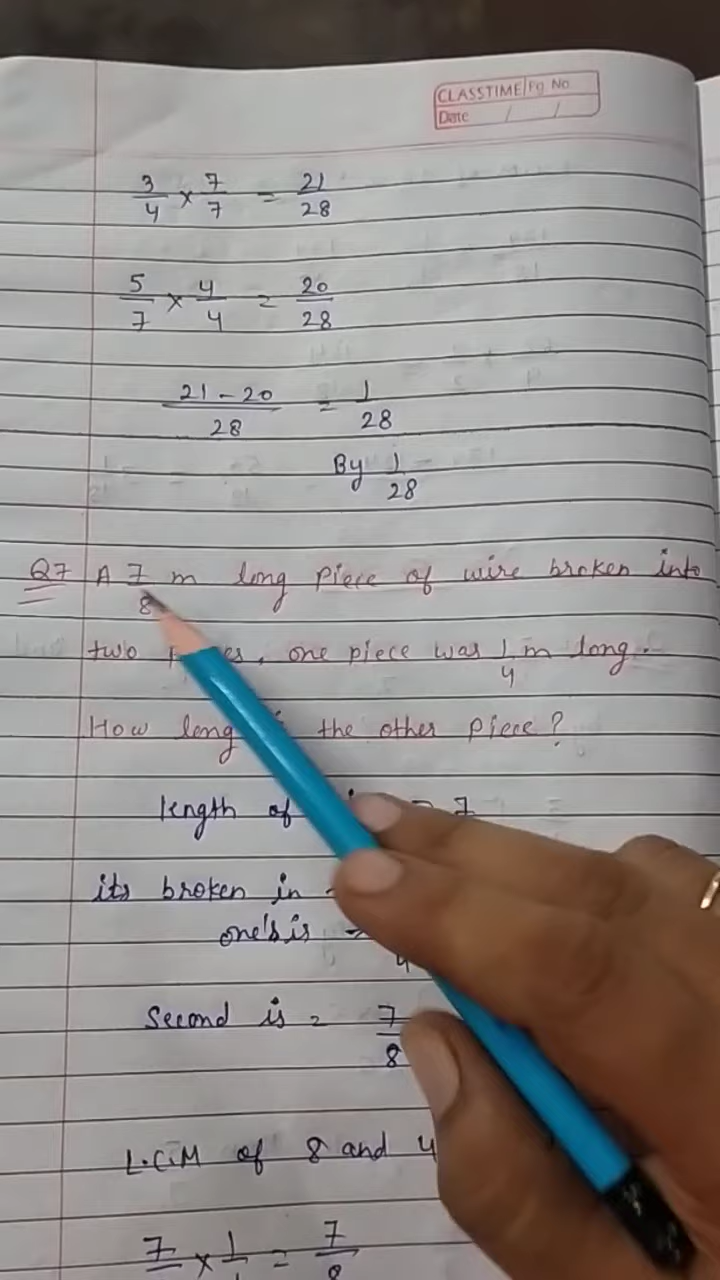 CLASSTIME Pg No
Date / /
3/4 × 7/7 = 21/28
5/7 × 4/4 = 20/28
21 - 20/28 = 1/28
By 1/28
Q7 A 7/8 m long piece of wire broken into
two , one piece was 1/4 m long.
How long the other piece?
length of = 7
its broken in
one's is 4
Second is = 7/8
L.C.M of 8 and 4
7 × 1 = 7/8